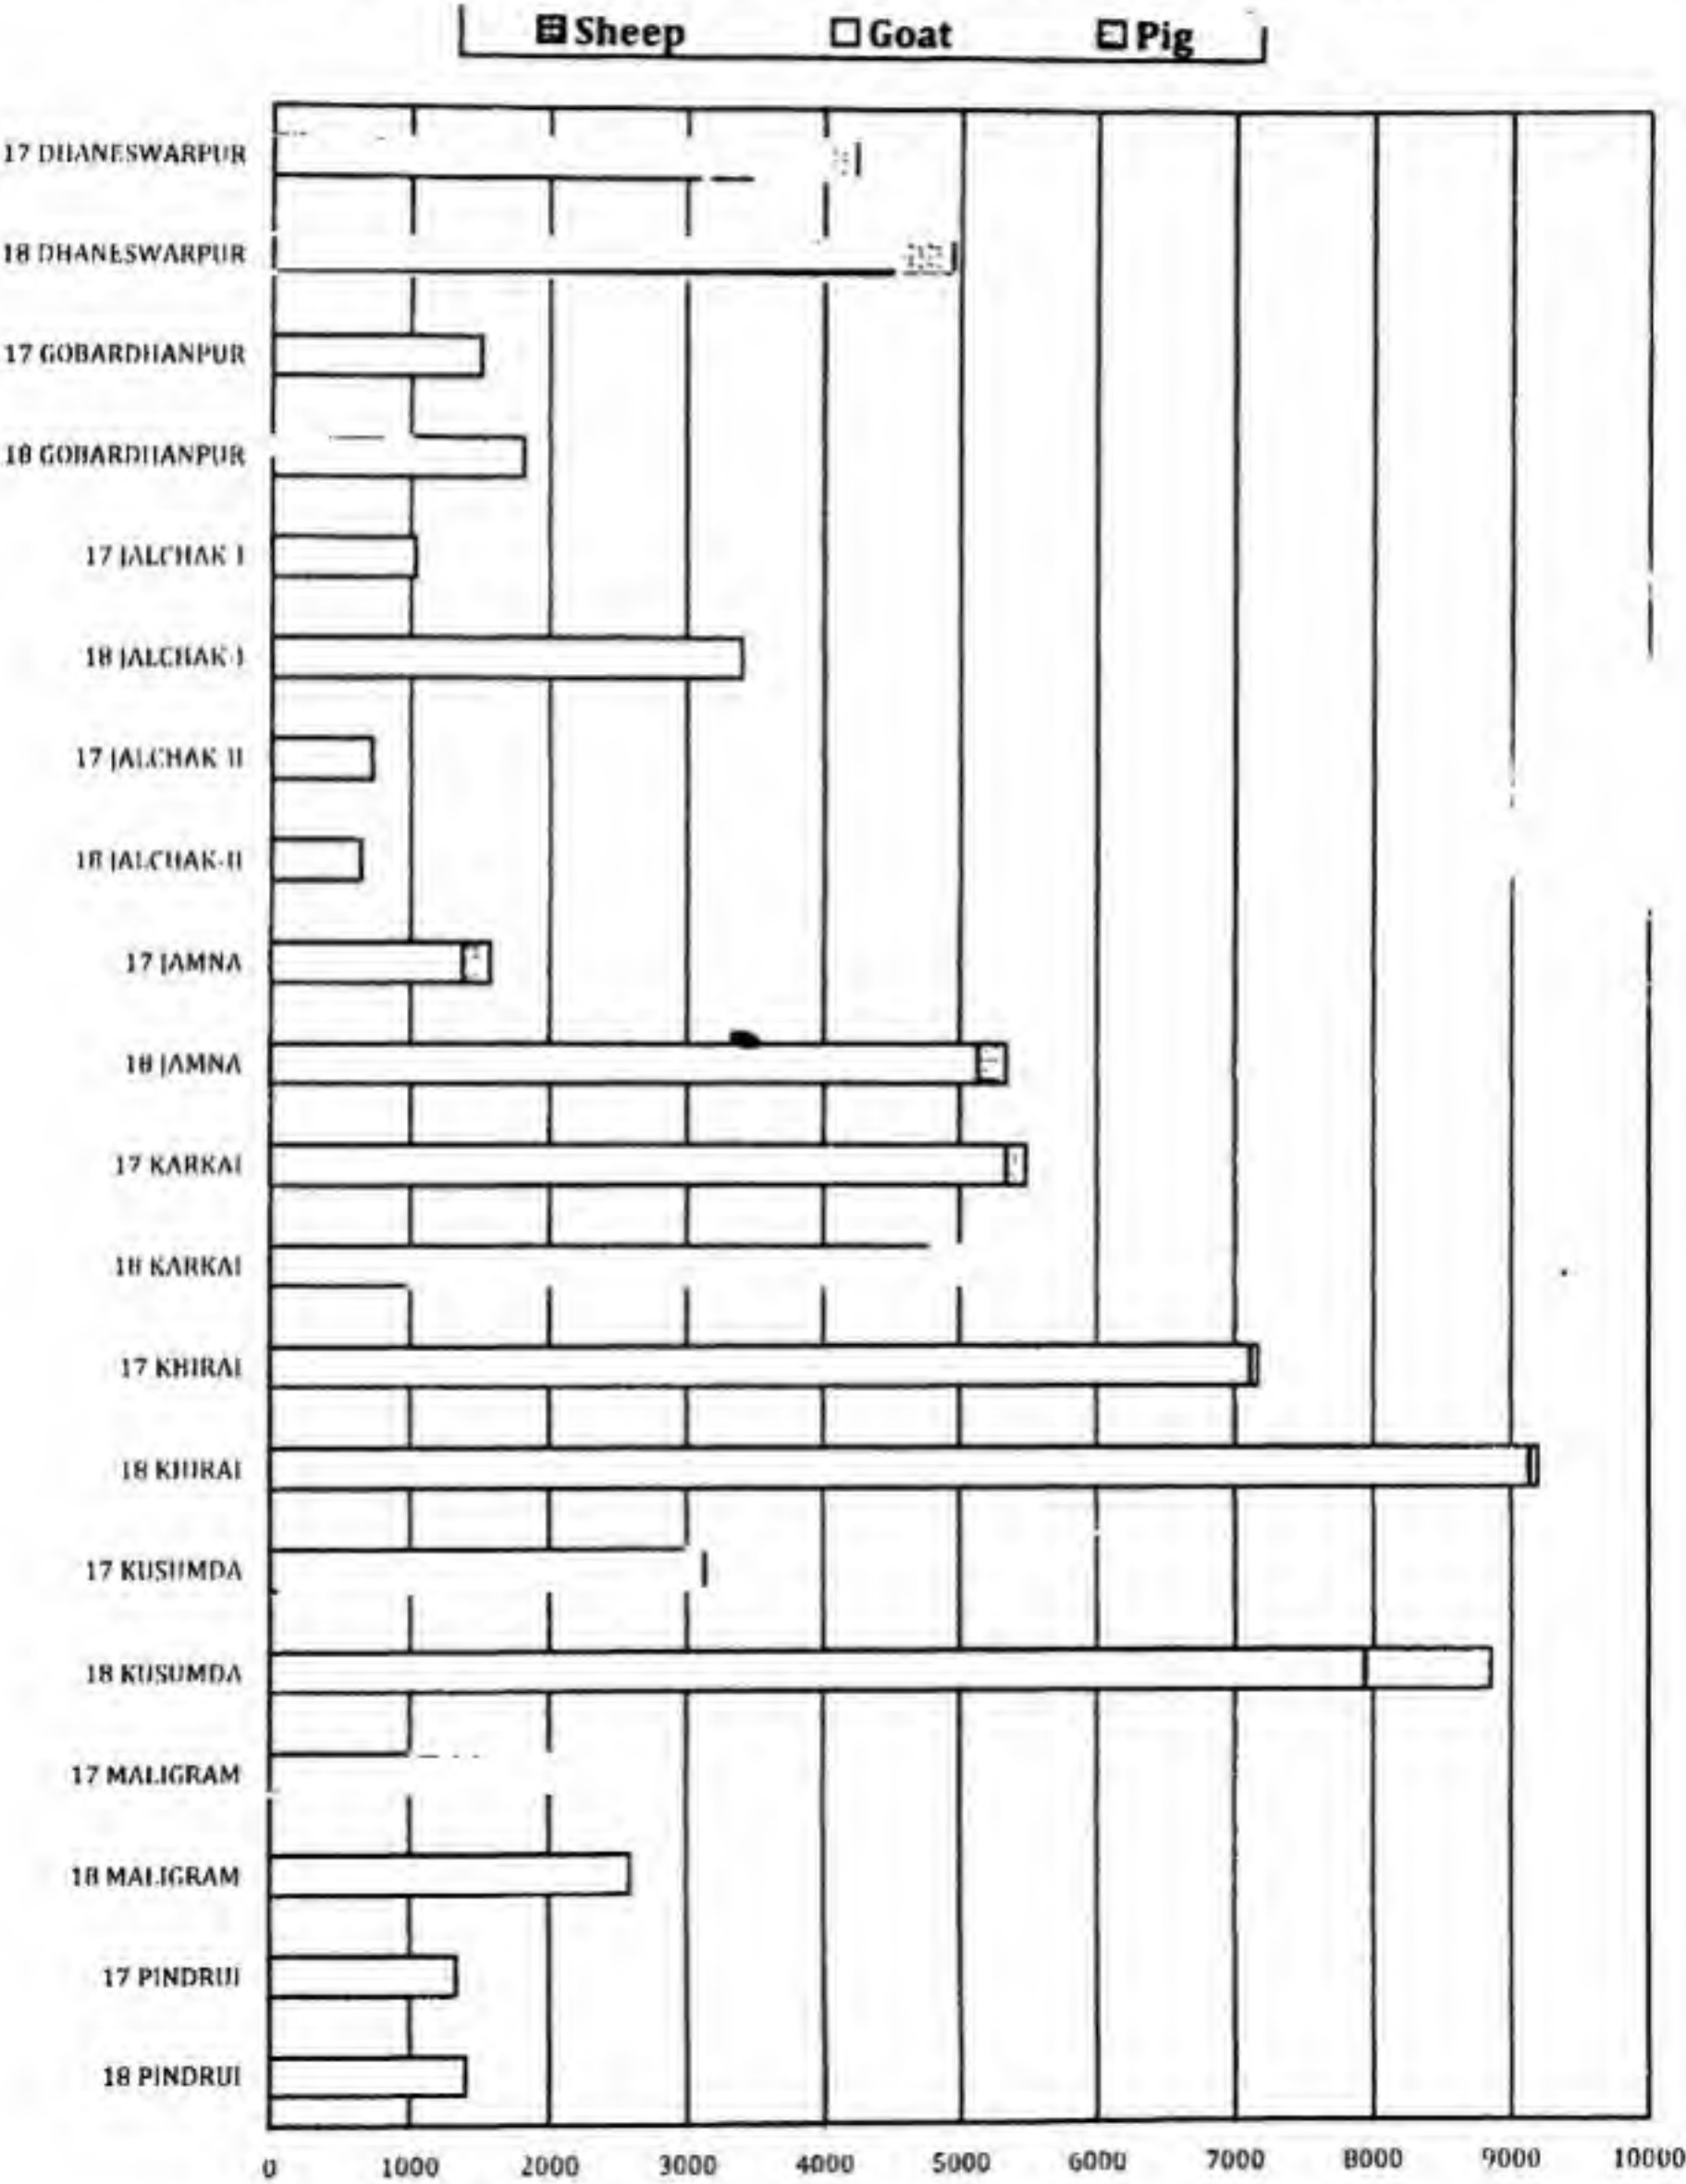 Sheep Goat Pig
17 DHANESWARPUR
18 DHANESWARPUR
17 GOBARDHANPUR
18 GOBARDHANPUR
17 JALCHAK I
18 JALCHAK-I
17 JALCHAK II
18 JALCHAK-II
17 JAMNA
18 JAMNA
17 KARKAI
18 KARKAI
17 KHIRAI
18 KHIRAI
17 KUSUMDA
18 KUSUMDA
17 MALIGRAM
18 MALIGRAM
17 PINDRUI
18 PINDRUI
0 1000 2000 3000 4000 5000 6000 7000 8000 9000 10000